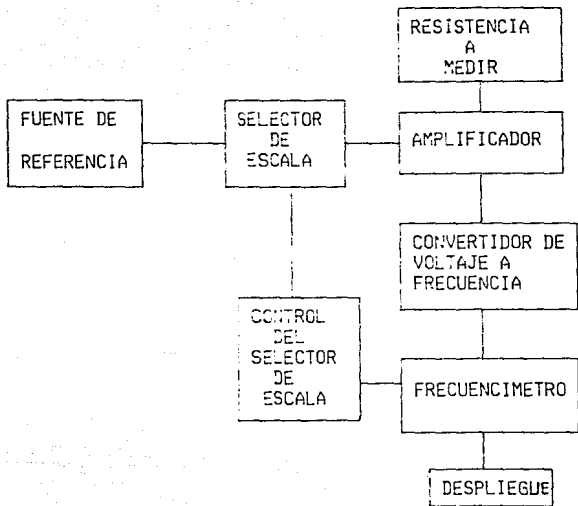 RESISTENCIA
A
MEDIR
FUENTE DE
REFERENCIA
SELECTOR
DE
ESCALA
AMPLIFICADOR
CONVERTIDOR DE
VOLTAJE A
FRECUENCIA
CONTROL
DEL
SELECTOR
DE
ESCALA
FRECUENCIMETRO
DESPLIEGUE